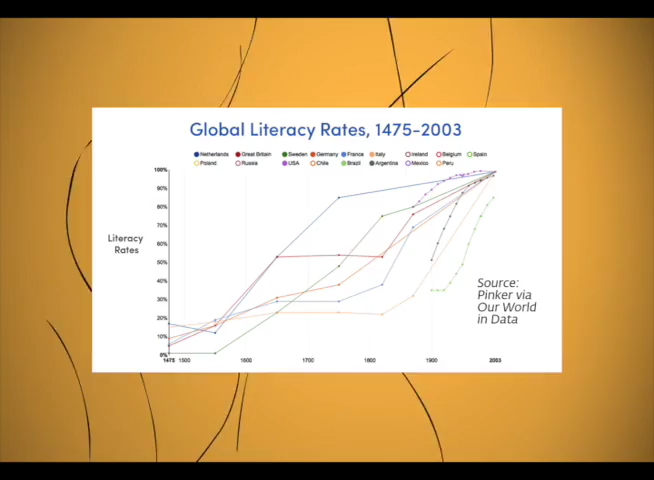 Global Literacy Rates, 1475-2003
Netherlands Great Britain Sweden Germany France Italy Ireland Belgium Spain
Poland Russia USA Chile Brazil Argentina Mexico Peru
100%
90%
80%
70%
60%
50%
40%
30%
20%
10%
0%
Literacy
Rates
1475 1500 1600 1700 1800 1900 2003
Source:
Pinker via
Our World
in Data